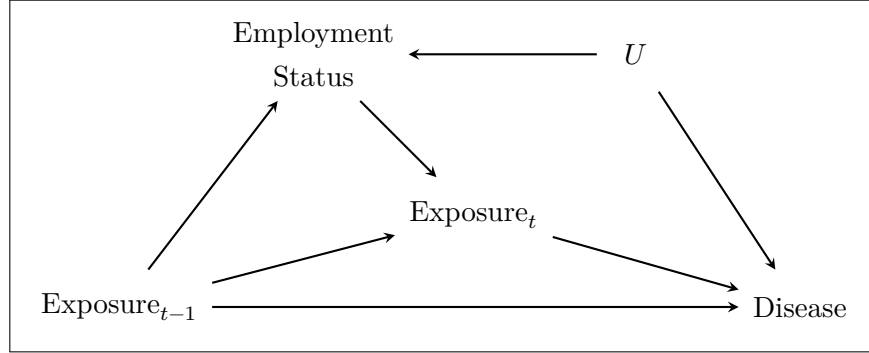 Employment
Status
U
Exposure_t
Exposure_{t−1}
Disease